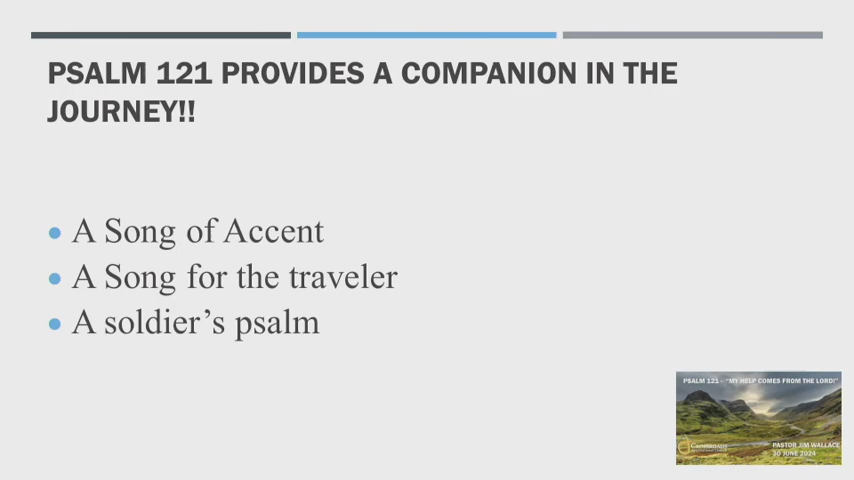 PSALM 121 PROVIDES A COMPANION IN THE
JOURNEY!!
A Song of Accent
A Song for the traveler
A soldier’s psalm
PSALM 121 - "MY HELP COMES FROM THE LORD!"
PASTOR JIM WALLACE
30 JUNE 2024